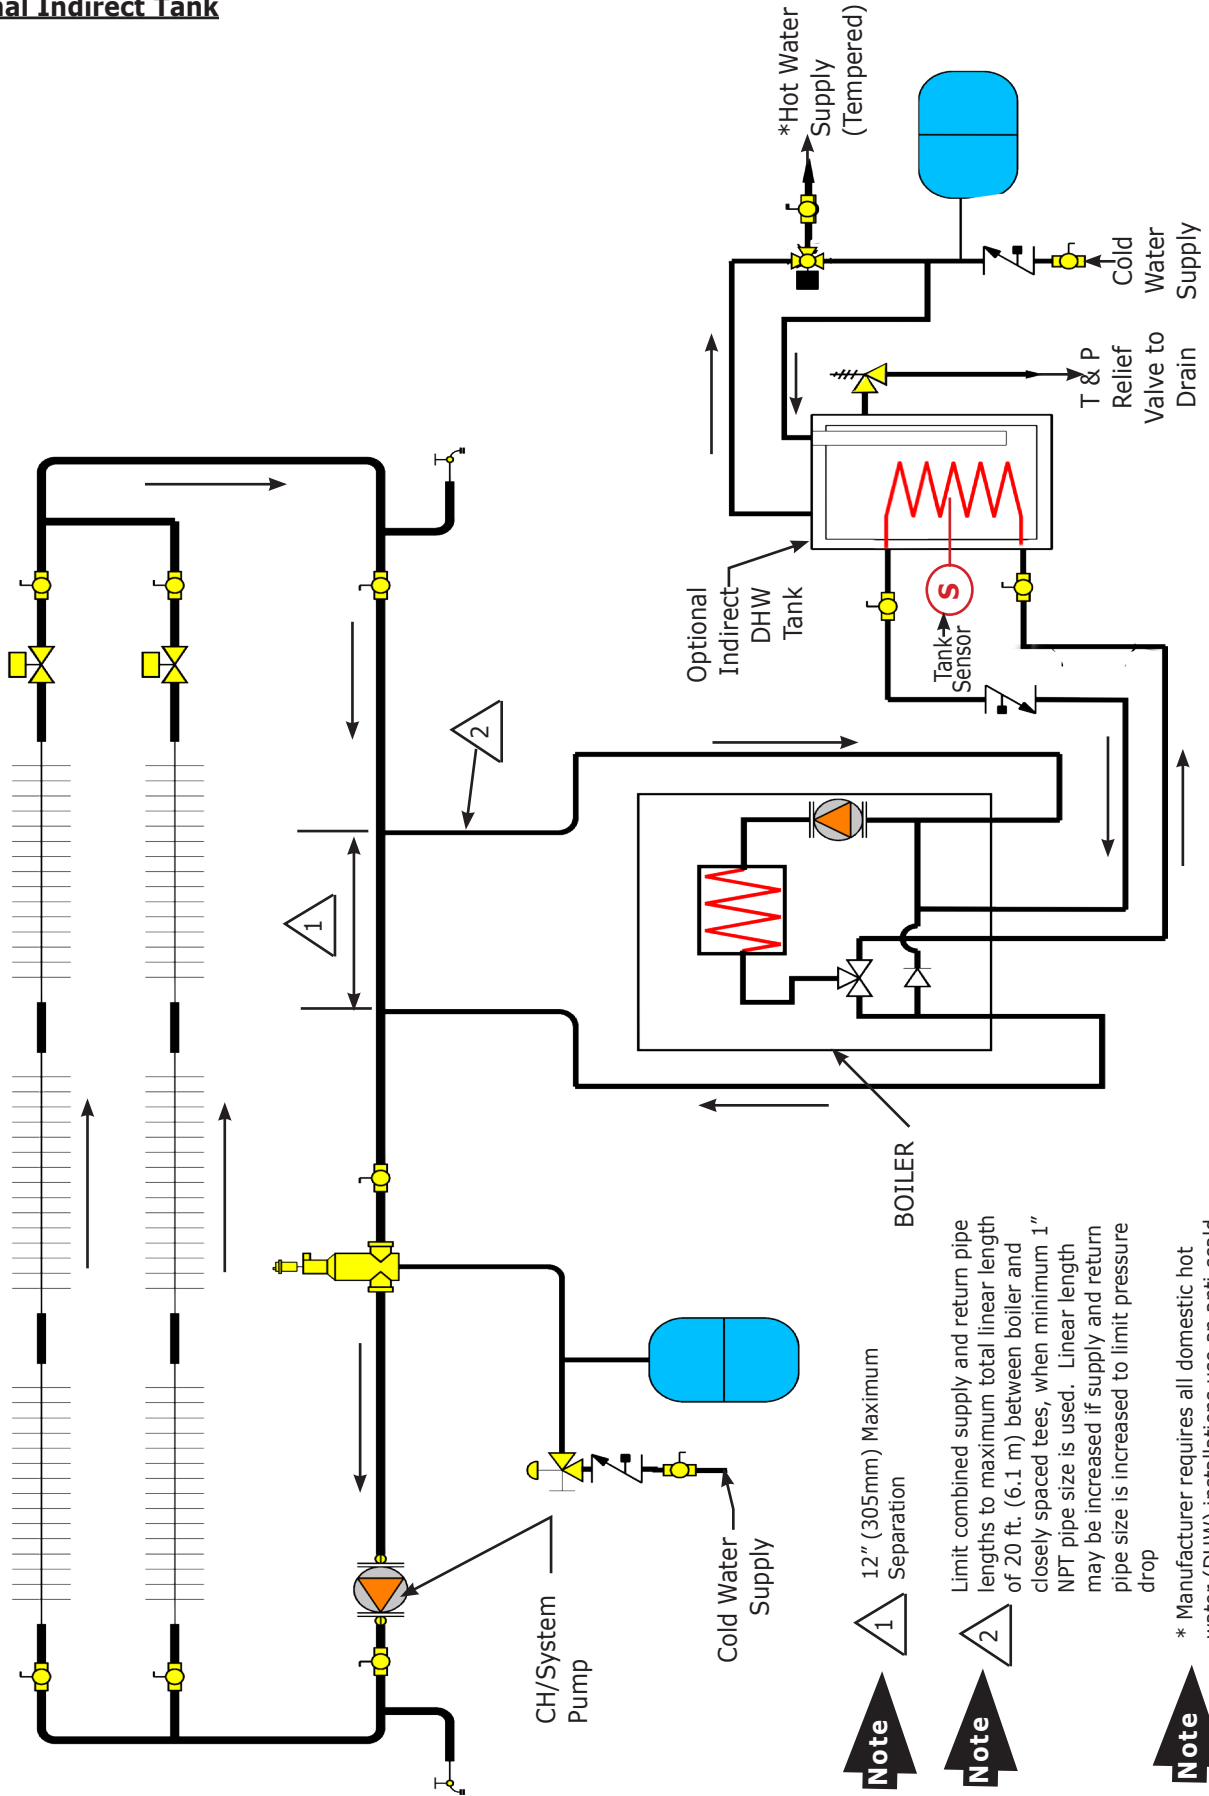 nal Indirect Tank
*Hot Water
Supply
(Tempered)
Cold
Water
Supply
T & P
Relief
Valve to
Drain
Optional
Indirect
DHW
Tank
S
Tank
Sensor
2
1
BOILER
CH/System
Pump
Cold Water
Supply
Note
1
12” (305mm) Maximum
Separation
Note
2
Limit combined supply and return pipe
lengths to maximum total linear length
of 20 ft. (6.1 m) between boiler and
closely spaced tees, when minimum 1”
NPT pipe size is used. Linear length
may be increased if supply and return
pipe size is increased to limit pressure
drop
Note
* Manufacturer requires all domestic hot